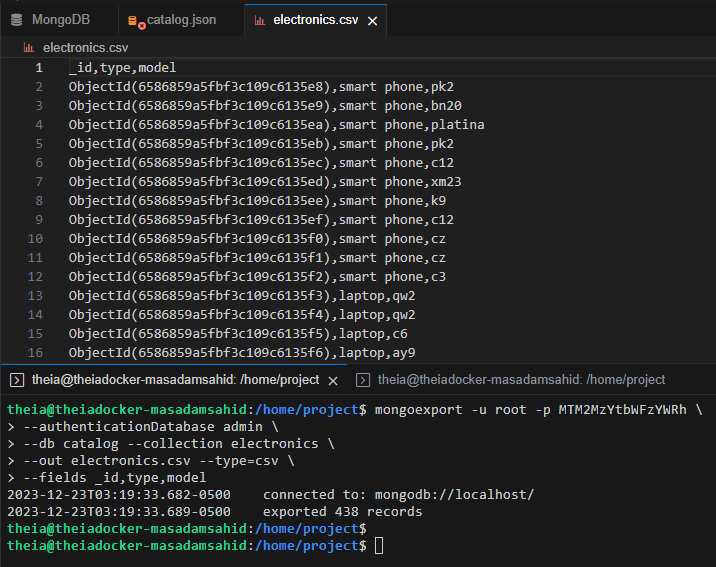 MongoDB catalog.json electronics.csv
electronics.csv
1 _id,type,model
2 ObjectId(6586859a5fbf3c109c6135e8),smart phone,pk2
3 ObjectId(6586859a5fbf3c109c6135e9),smart phone,bn20
4 ObjectId(6586859a5fbf3c109c6135ea),smart phone,platina
5 ObjectId(6586859a5fbf3c109c6135eb),smart phone,pk2
6 ObjectId(6586859a5fbf3c109c6135ec),smart phone,c12
7 ObjectId(6586859a5fbf3c109c6135ed),smart phone,xm23
8 ObjectId(6586859a5fbf3c109c6135ee),smart phone,k9
9 ObjectId(6586859a5fbf3c109c6135ef),smart phone,c12
10 ObjectId(6586859a5fbf3c109c6135f0),smart phone,cz
11 ObjectId(6586859a5fbf3c109c6135f1),smart phone,cz
12 ObjectId(6586859a5fbf3c109c6135f2),smart phone,c3
13 ObjectId(6586859a5fbf3c109c6135f3),laptop,qw2
14 ObjectId(6586859a5fbf3c109c6135f4),laptop,qw2
15 ObjectId(6586859a5fbf3c109c6135f5),laptop,c6
16 ObjectId(6586859a5fbf3c109c6135f6),laptop,ay9
theia@theiadocker-masadamsahid: /home/project theia@theiadocker-masadamsahid: /home/project
theia@theiadocker-masadamsahid:/home/project$ mongoexport -u root -p MTM2MzYtbWFzYWRh \
> --authenticationDatabase admin \
> --db catalog --collection electronics \
> --out electronics.csv --type=csv \
> --fields _id,type,model
2023-12-23T03:19:33.682-0500 connected to: mongodb://localhost/
2023-12-23T03:19:33.689-0500 exported 438 records
theia@theiadocker-masadamsahid:/home/project$
theia@theiadocker-masadamsahid:/home/project$